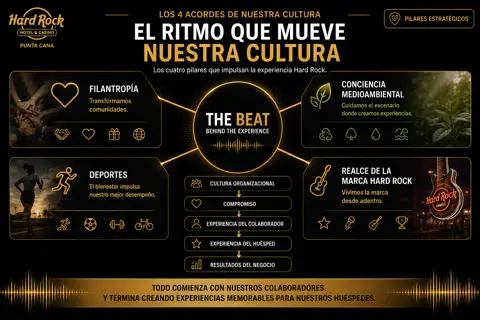 Hard Rock
HOTEL & CASINO
PUNTA CANA
LOS 4 ACORDES DE NUESTRA CULTURA
EL RITMO QUE MUEVE
NUESTRA CULTURA
Los cuatro pilares que impulsan la experiencia Hard Rock.
PILARES ESTRATÉGICOS
FILANTROPÍA
Transformamos
comunidades.
CONCIENCIA
MEDIOAMBIENTAL
Cuidamos el escenario
donde creamos experiencias.
THE BEAT
BEHIND THE EXPERIENCE
DEPORTES
El bienestar impulsa
nuestro mejor desempeño.
REALCE DE
LA MARCA HARD ROCK
Vivimos la marca
desde adentro.
Hard Rock
CULTURA ORGANIZACIONAL
COMPROMISO
EXPERIENCIA DEL COLABORADOR
EXPERIENCIA DEL HUÉSPED
RESULTADOS DEL NEGOCIO
TODO COMIENZA CON NUESTROS COLABORADORES.
Y TERMINA CREANDO EXPERIENCIAS MEMORABLES PARA NUESTROS HUÉSPEDES.